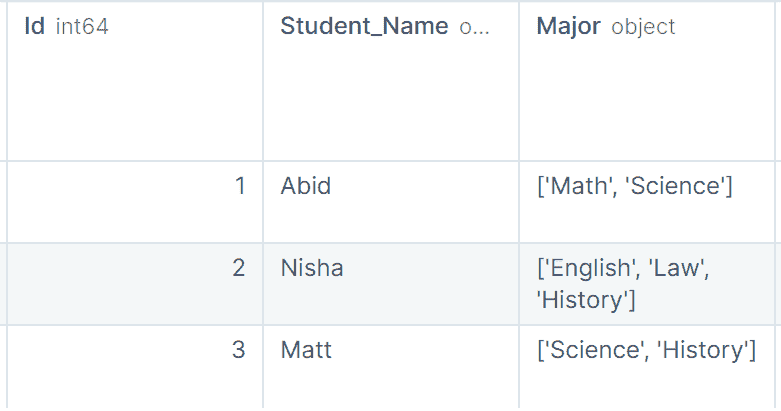 Id int64 Student_Name o... Major object
1 Abid ['Math', 'Science']
2 Nisha ['English', 'Law',
'History']
3 Matt ['Science', 'History']